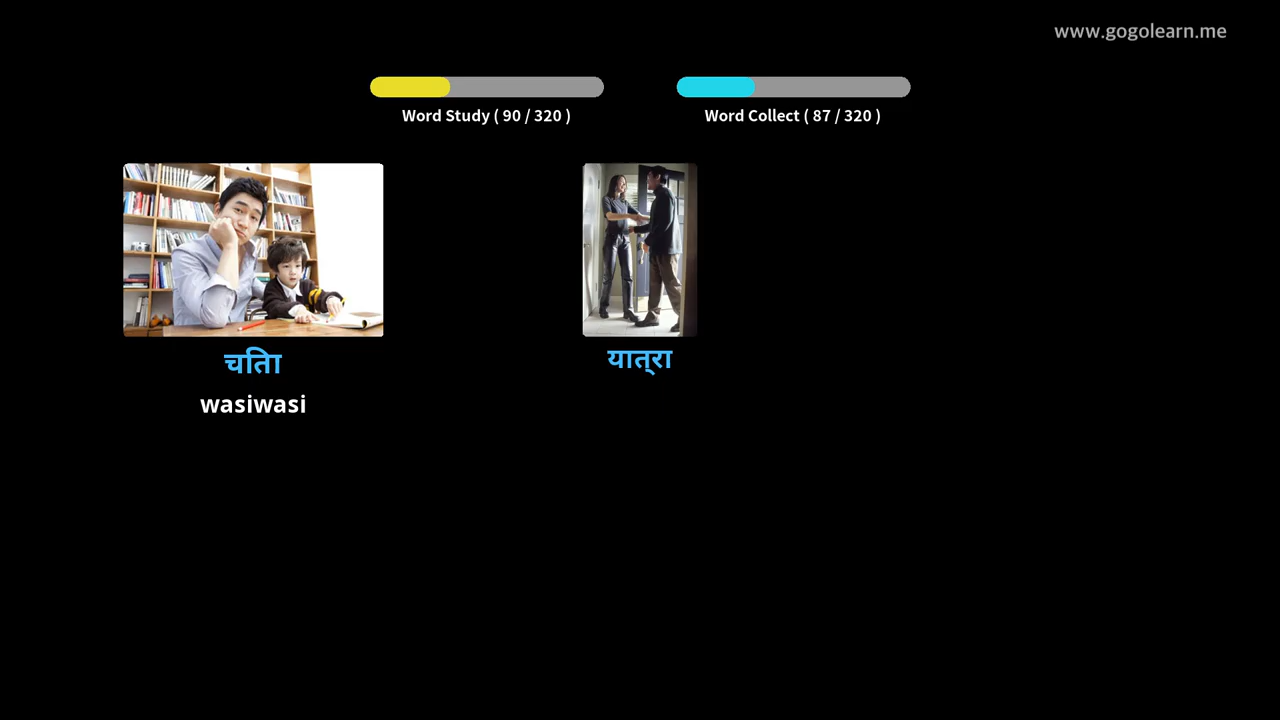 www.gogolearn.me
Word Study ( 90 / 320 )
Word Collect ( 87 / 320 )
चिता
यात्रा
wasiwasi